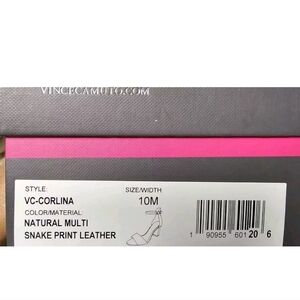 VINCECAMUTO.COM
STYLE: SIZE/WIDTH
VC-CORLINA 10M
COLOR/MATERIAL:
NATURAL MULTI
SNAKE PRINT LEATHER
1 90955 60120 6